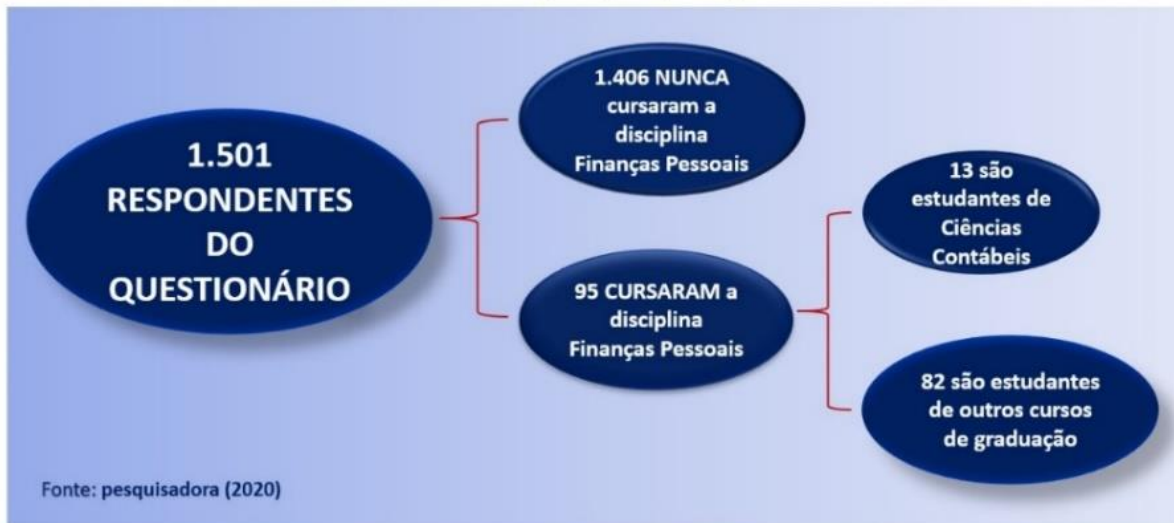 1.501
RESPONDENTES
DO
QUESTIONÁRIO
1.406 NUNCA
cursaram a
disciplina
Finanças Pessoais
95 CURSARAM a
disciplina
Finanças Pessoais
13 são
estudantes de
Ciências
Contábeis
82 são estudantes
de outros cursos
de graduação
Fonte: pesquisadora (2020)